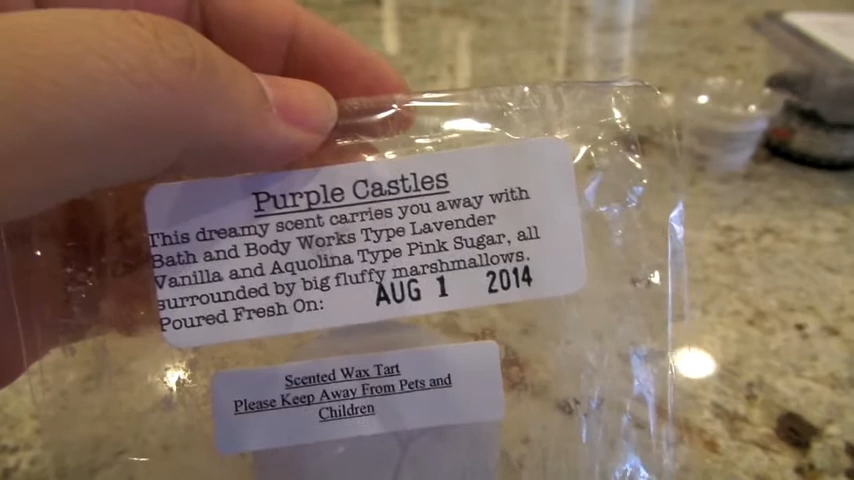 Purple Castles
This dreamy scent carries you away with
Bath and Body Works Type Lavender
Vanilla and Aquolina Type Pink Sugar, all
surrounded by big fluffy marshmallows.
Poured Fresh On: AUG 1 2014
Scented Wax Tart
Please Keep Away From Pets and
Children